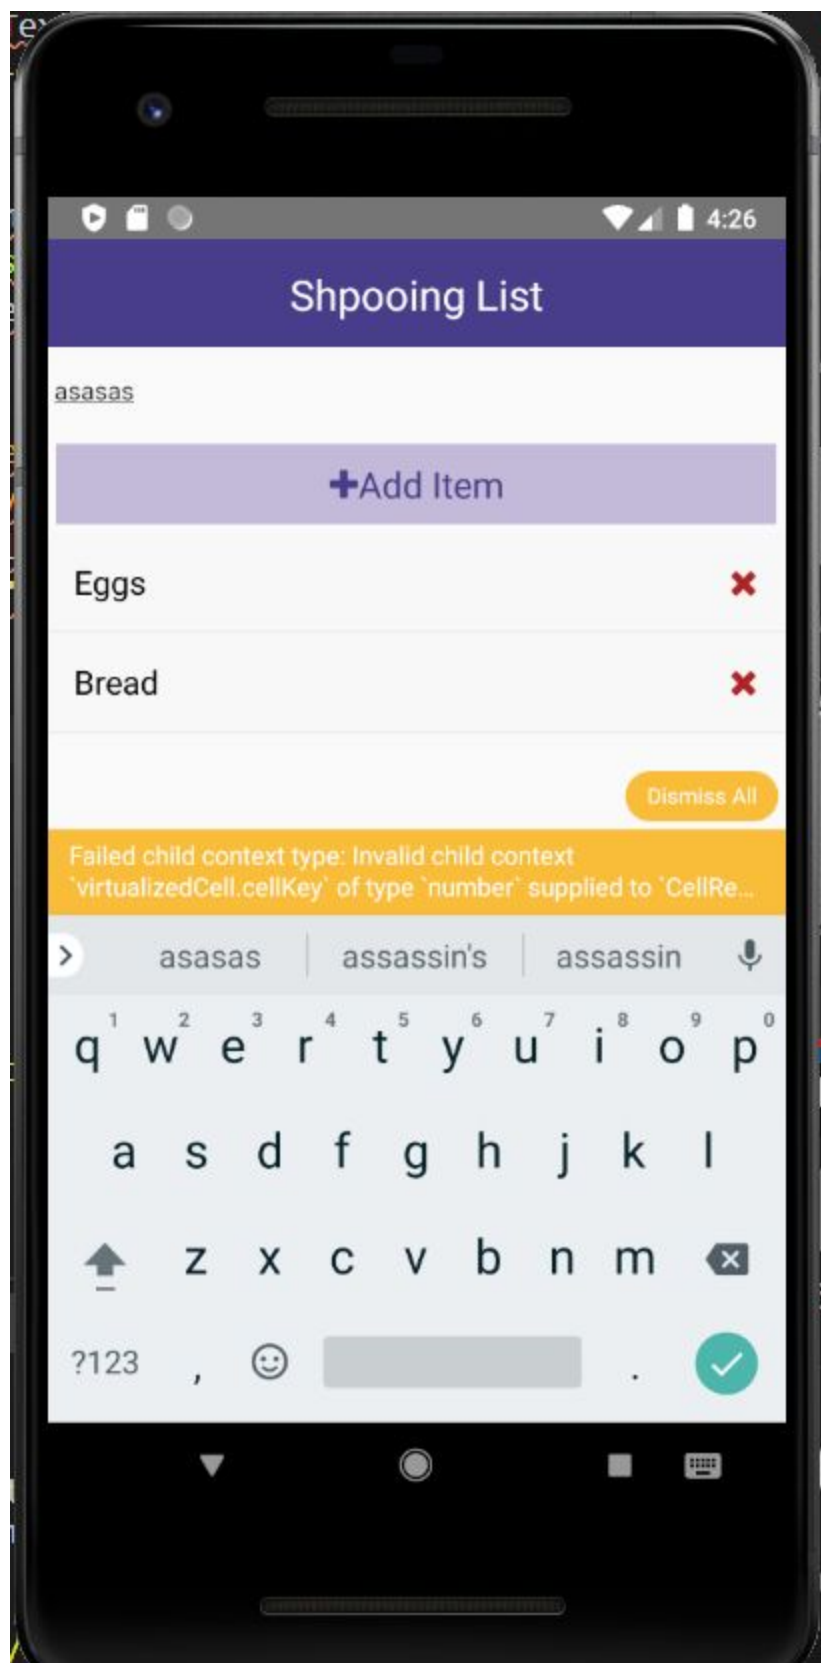 4:26
Shpooing List
asasas
+Add Item
Eggs
Bread
Dismiss All
Failed child context type: Invalid child context
`virtualizedCell.cellKey` of type `number` supplied to `CellRe...
asasas assassin's assassin
1 2 3 4 5 6 7 8 9 0
q w e r t y u i o p
a s d f g h j k l
z x c v b n m
?123 , .